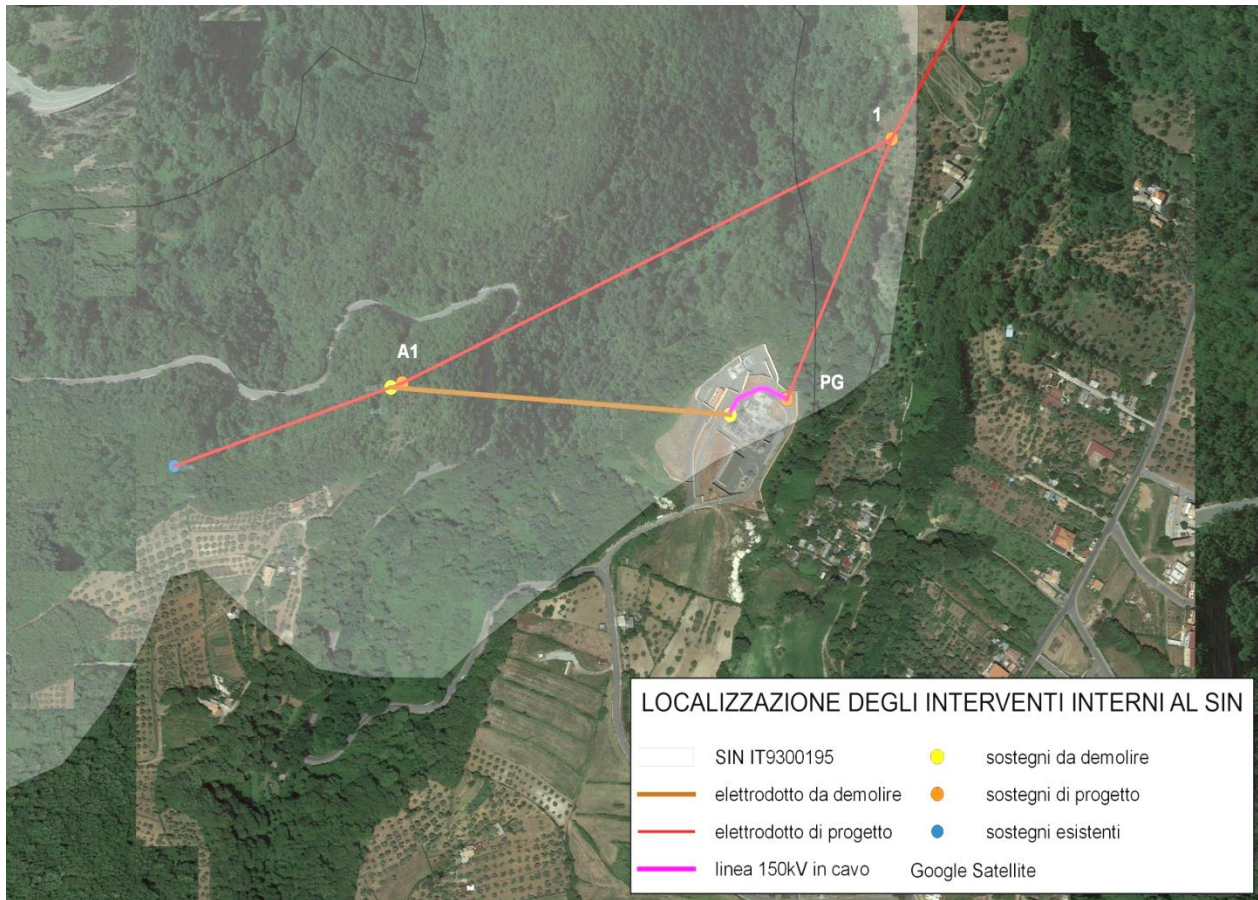 1
A1
PG
LOCALIZZAZIONE DEGLI INTERVENTI INTERNI AL SIN
SIN IT9300195
sostegni da demolire
elettrodotto da demolire
sostegni di progetto
elettrodotto di progetto
sostegni esistenti
linea 150kV in cavo
Google Satellite